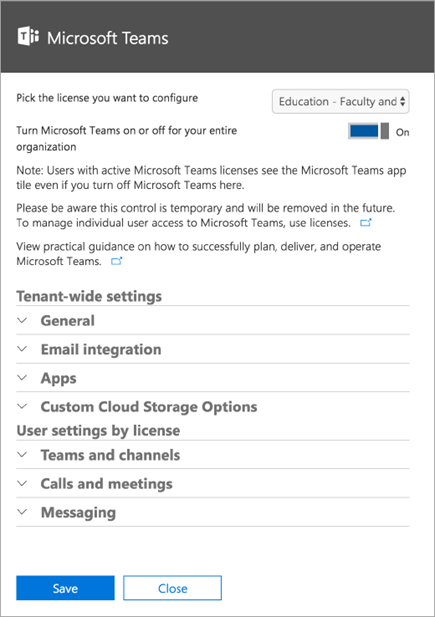 Microsoft Teams
Pick the license you want to configure
Education - Faculty and
Turn Microsoft Teams on or off for your entire
organization
On
Note: Users with active Microsoft Teams licenses see the Microsoft Teams app
tile even if you turn off Microsoft Teams here.
Please be aware this control is temporary and will be removed in the future.
To manage individual user access to Microsoft Teams, use licenses.
View practical guidance on how to successfully plan, deliver, and operate
Microsoft Teams.
Tenant-wide settings
General
Email integration
Apps
Custom Cloud Storage Options
User settings by license
Teams and channels
Calls and meetings
Messaging
Save
Close